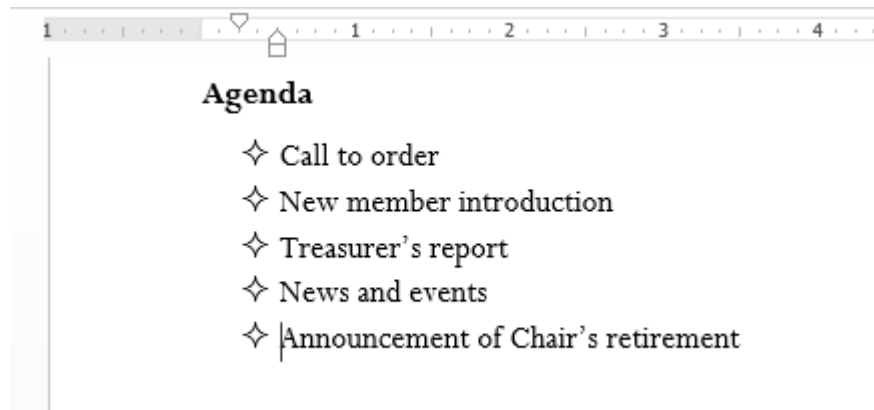 1 1 2 3 4
Agenda
✧ Call to order
✧ New member introduction
✧ Treasurer’s report
✧ News and events
✧ Announcement of Chair’s retirement